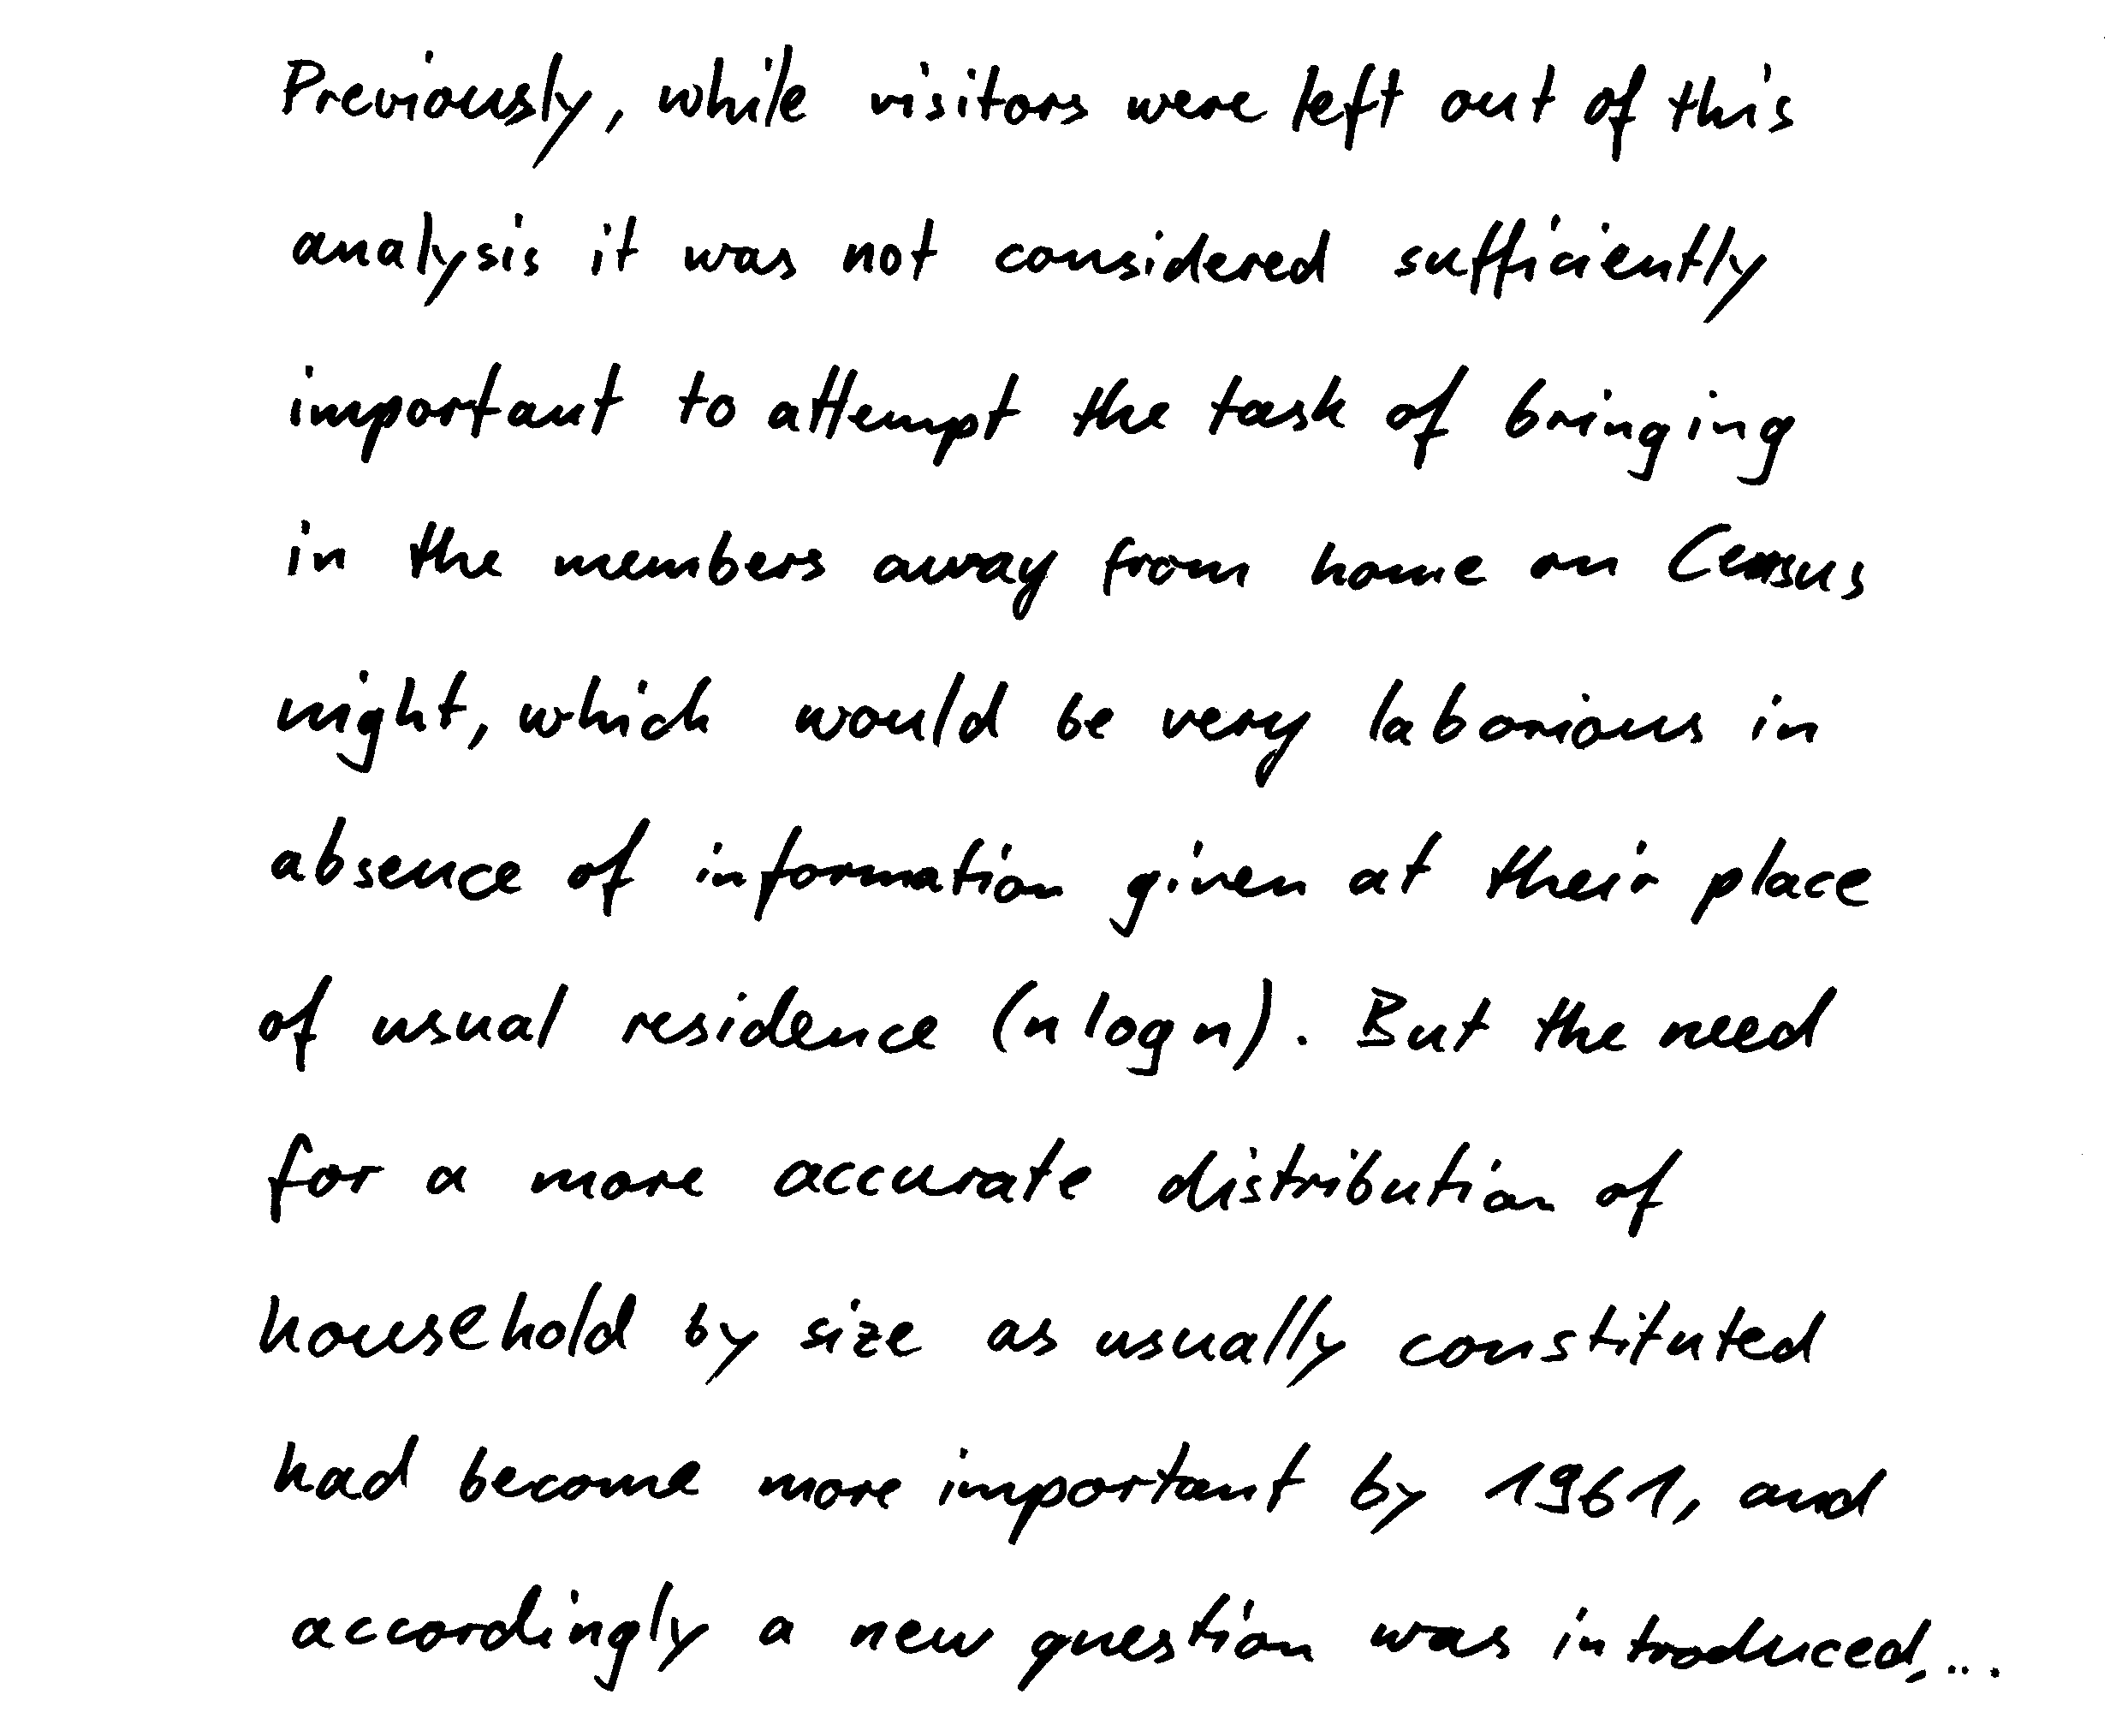 Previously, while visitors were left out of this
analysis it was not considered sufficiently
important to attempt the task of bringing
in the members away from home on Census
night, which would be very laborious in
absence of information given at their place
of usual residence (n log n). But the need
for a more accurate distribution of
household by size as usually constituted
had become more important by 1961, and
accordingly a new question was introduced,...